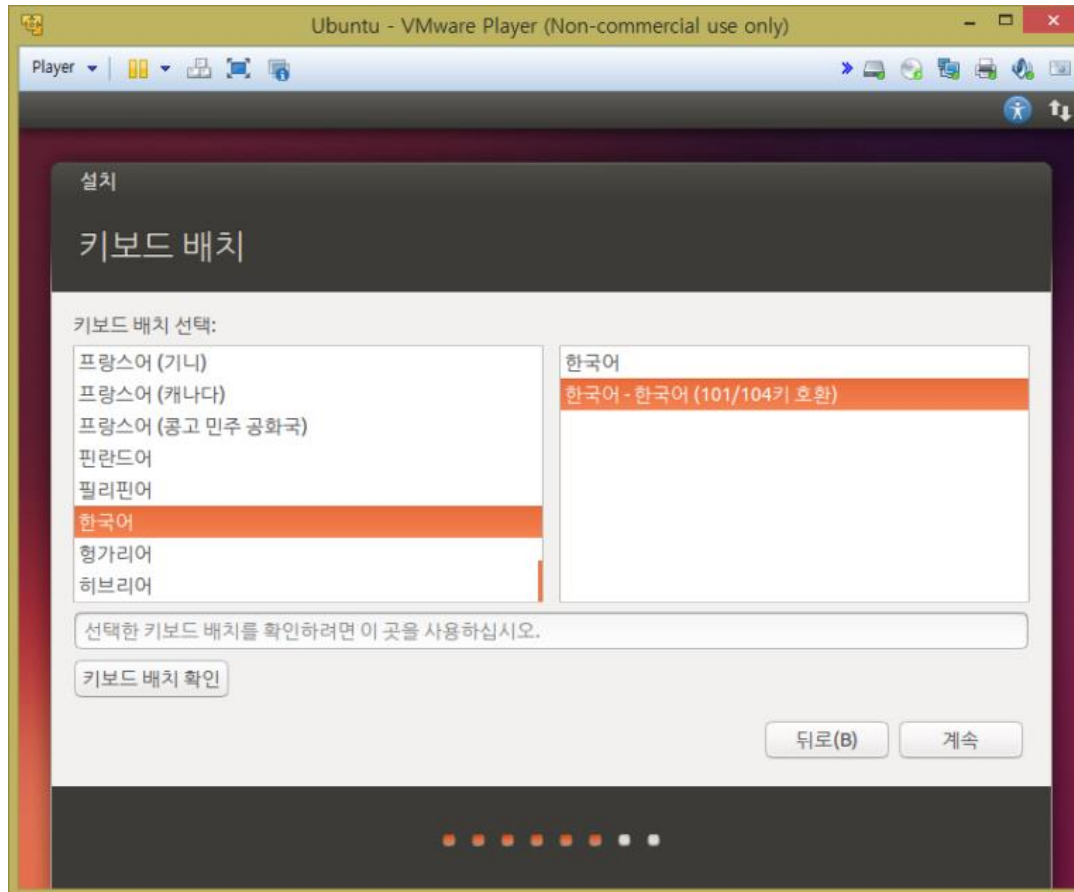 Ubuntu - VMware Player (Non-commercial use only)
Player
설치
키보드 배치
키보드 배치 선택:
프랑스어 (기니)
프랑스어 (캐나다)
프랑스어 (콩고 민주 공화국)
핀란드어
필리핀어
한국어
헝가리어
히브리어
한국어
한국어 - 한국어 (101/104키 호환)
선택한 키보드 배치를 확인하려면 이 곳을 사용하십시오.
키보드 배치 확인
뒤로(B) 계속